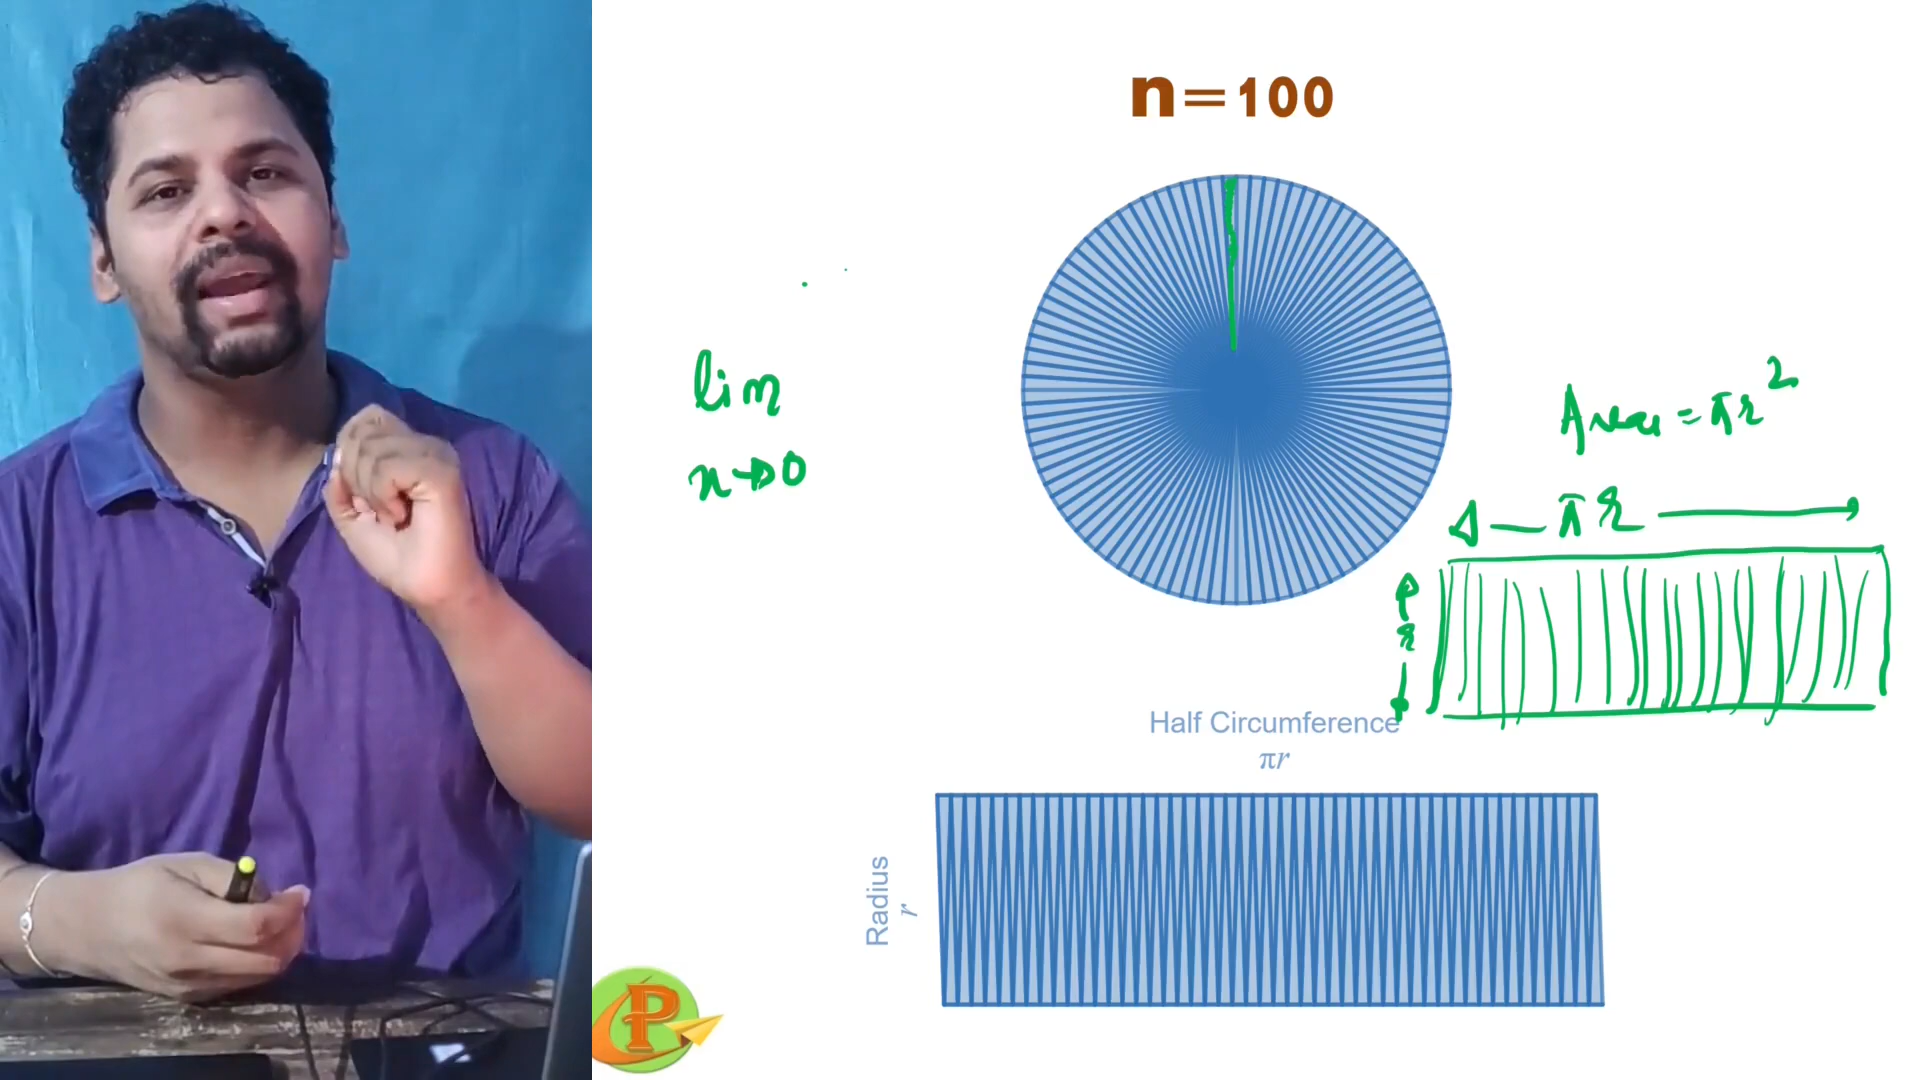 n=100
lim
x→0
Area = πr²
πr
r
Half Circumference
πr
Radius
r
P